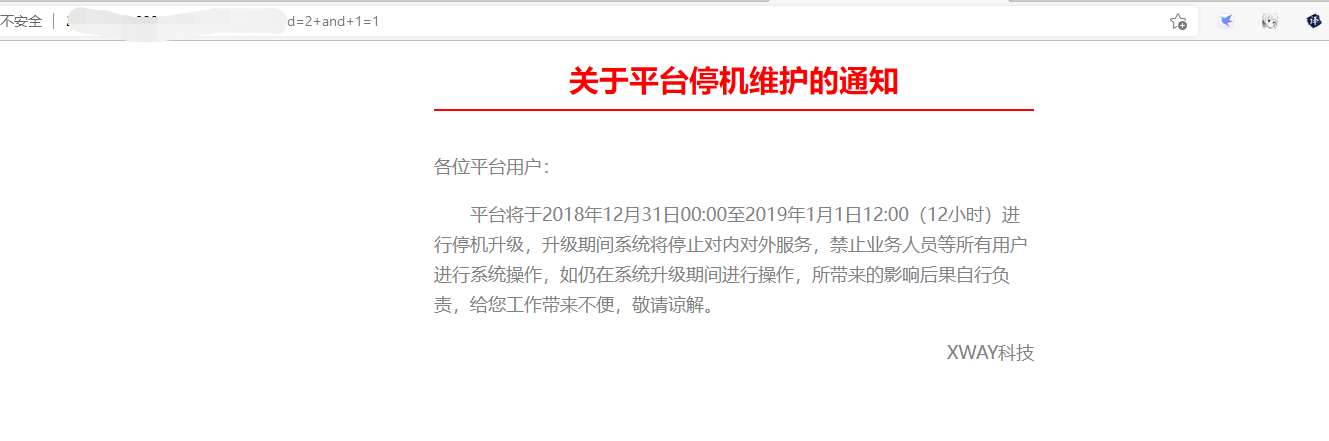 不安全
d=2+and+1=1
关于平台停机维护的通知
各位平台用户：
平台将于2018年12月31日00:00至2019年1月1日12:00（12小时）进
行停机升级，升级期间系统将停止对内对外服务，禁止业务人员等所有用户
进行系统操作，如仍在系统升级期间进行操作，所带来的影响后果自行负
责，给您工作带来不便，敬请谅解。
XWAY科技